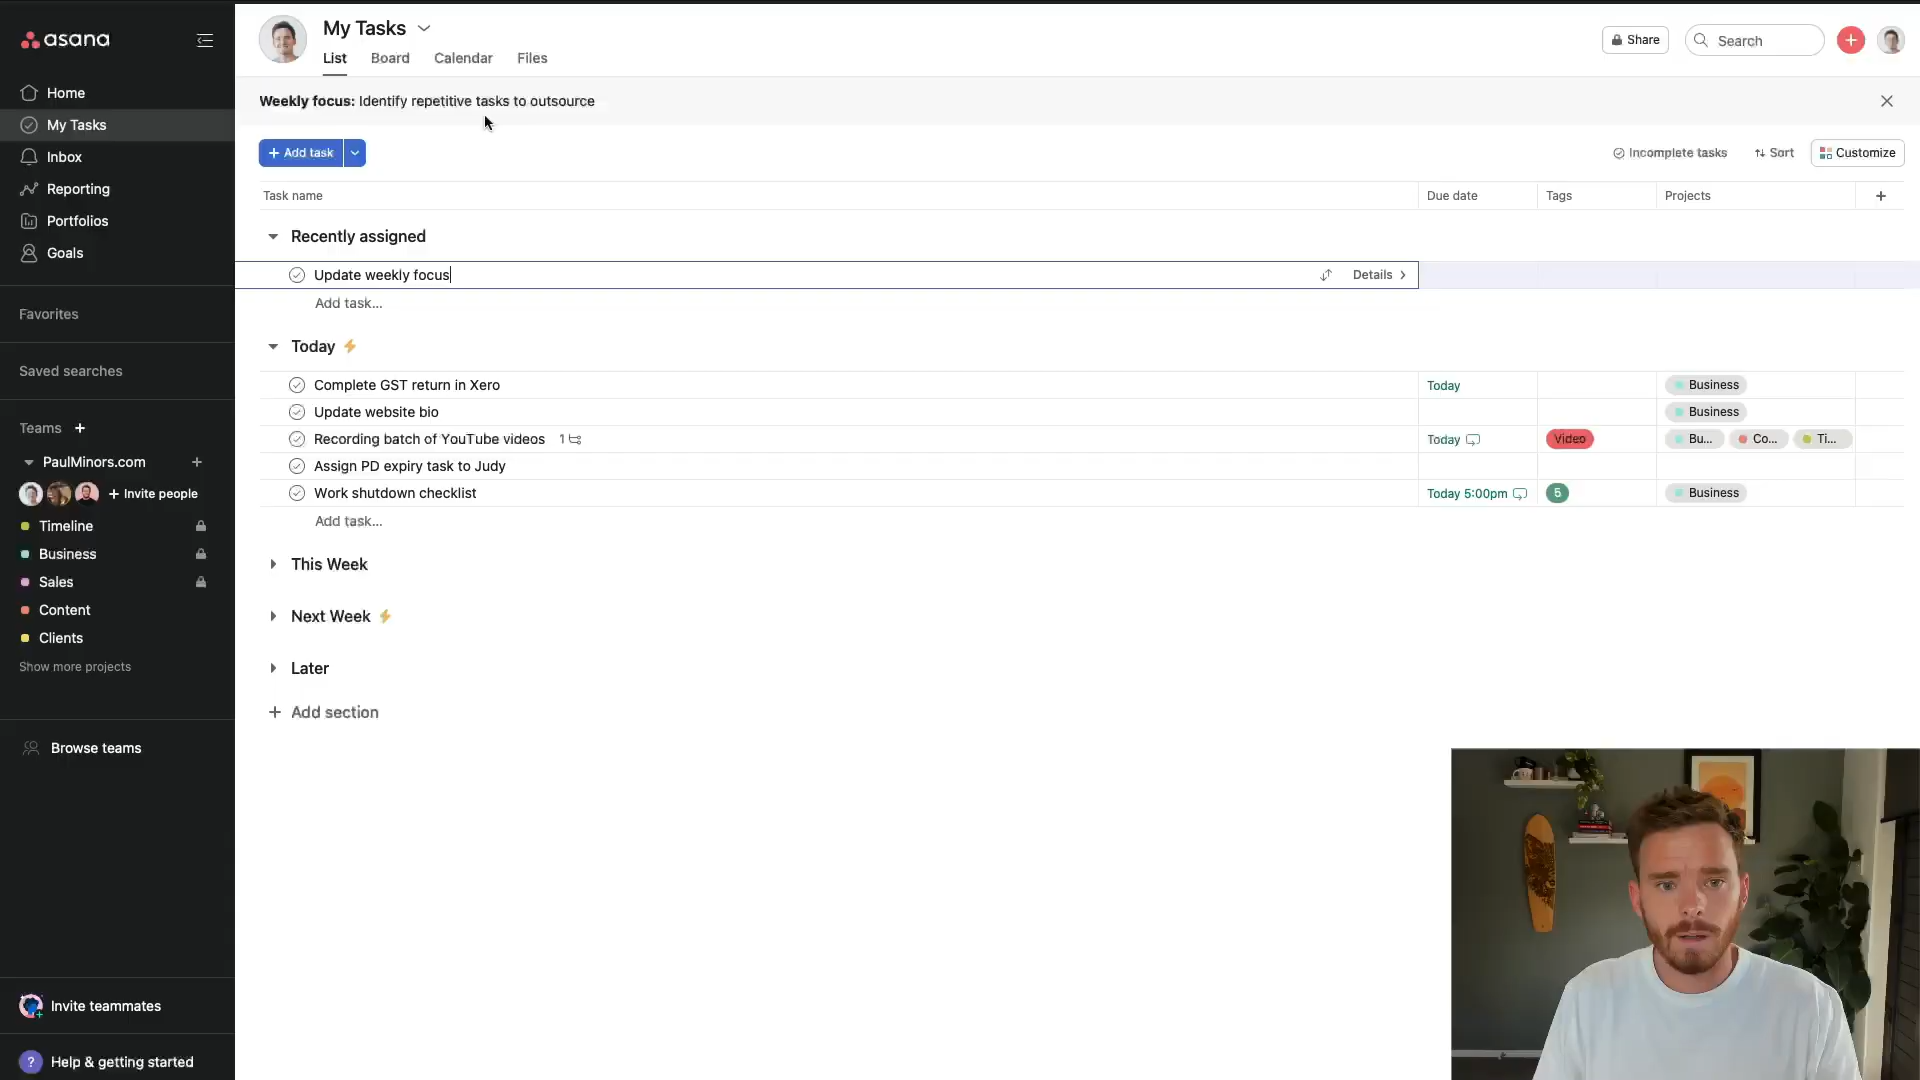 asana
Home
My Tasks
Inbox
Reporting
Portfolios
Goals
Favorites
Saved searches
Teams +
PaulMinors.com +
+ Invite people
Timeline
Business
Sales
Content
Clients
Show more projects
Browse teams
Invite teammates
? Help & getting started
My Tasks
List Board Calendar Files
Share Search +
Weekly focus: Identify repetitive tasks to outsource
+ Add task
Incomplete tasks Sort Customize
Task name Due date Tags Projects +
Recently assigned
Update weekly focus Details >
Add task...
Today
Complete GST return in Xero Today Business
Update website bio Business
Recording batch of YouTube videos 1 Today Video Bu... Co... Ti...
Assign PD expiry task to Judy
Work shutdown checklist Today 5:00pm 5 Business
Add task...
This Week
Next Week
Later
+ Add section